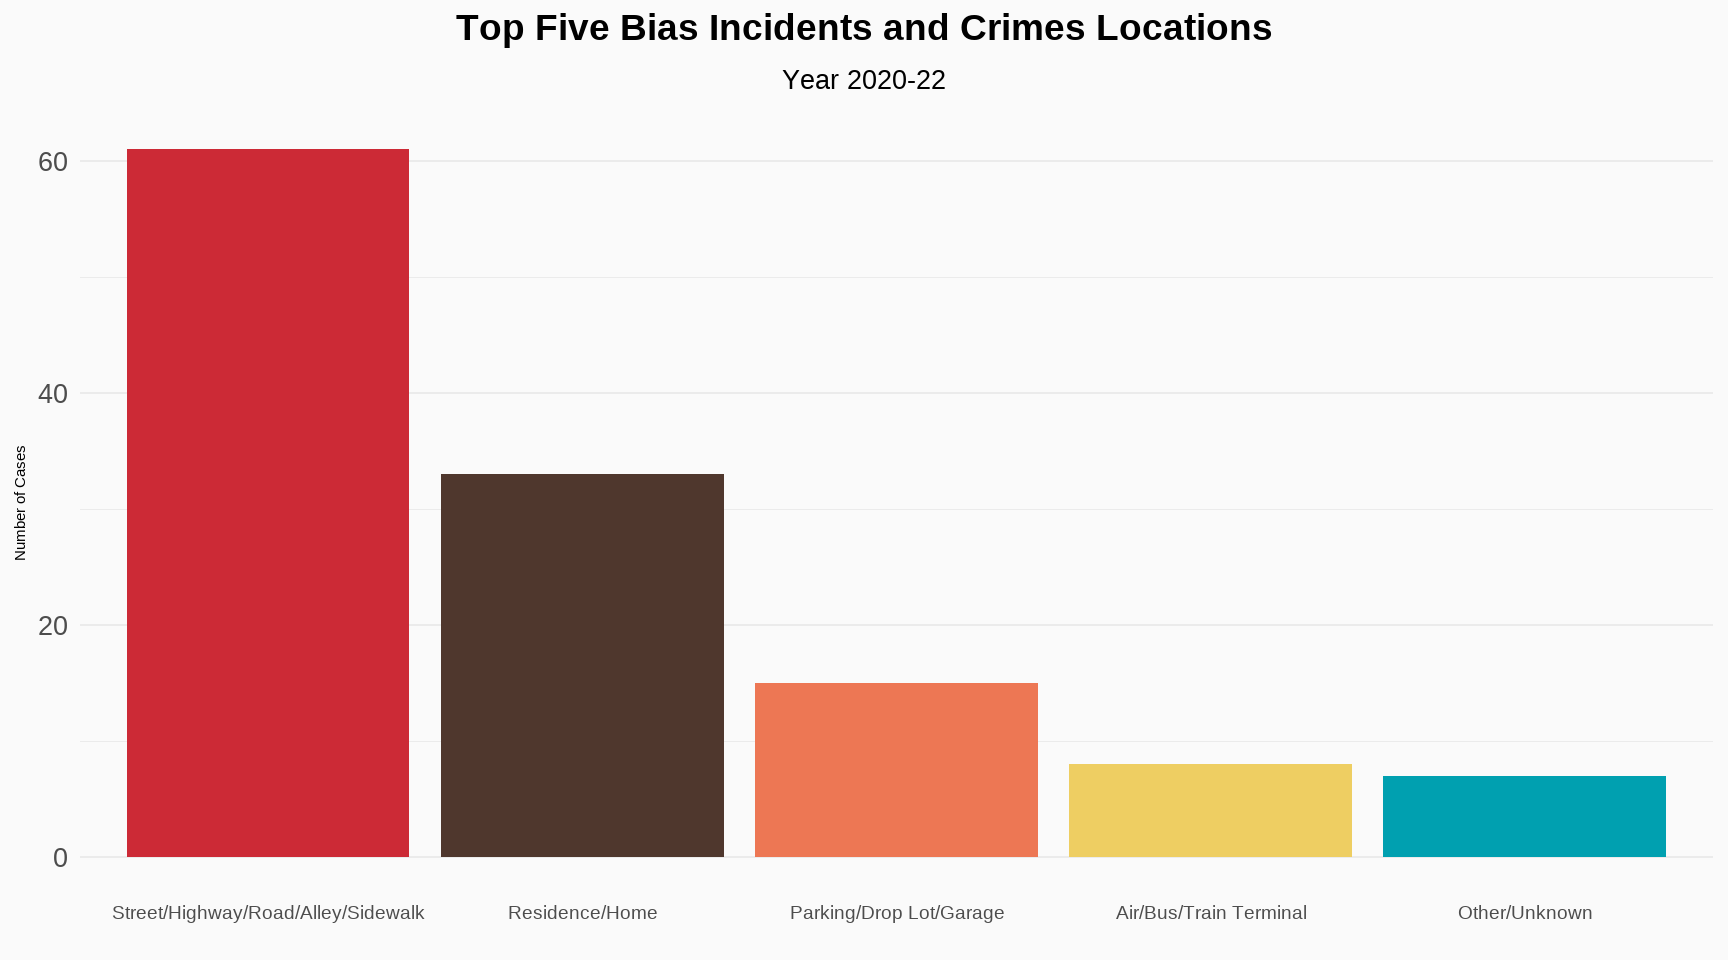 Top Five Bias Incidents and Crimes Locations
Year 2020-22
60
40
20
0
Number of Cases
Street/Highway/Road/Alley/Sidewalk
Residence/Home
Parking/Drop Lot/Garage
Air/Bus/Train Terminal
Other/Unknown